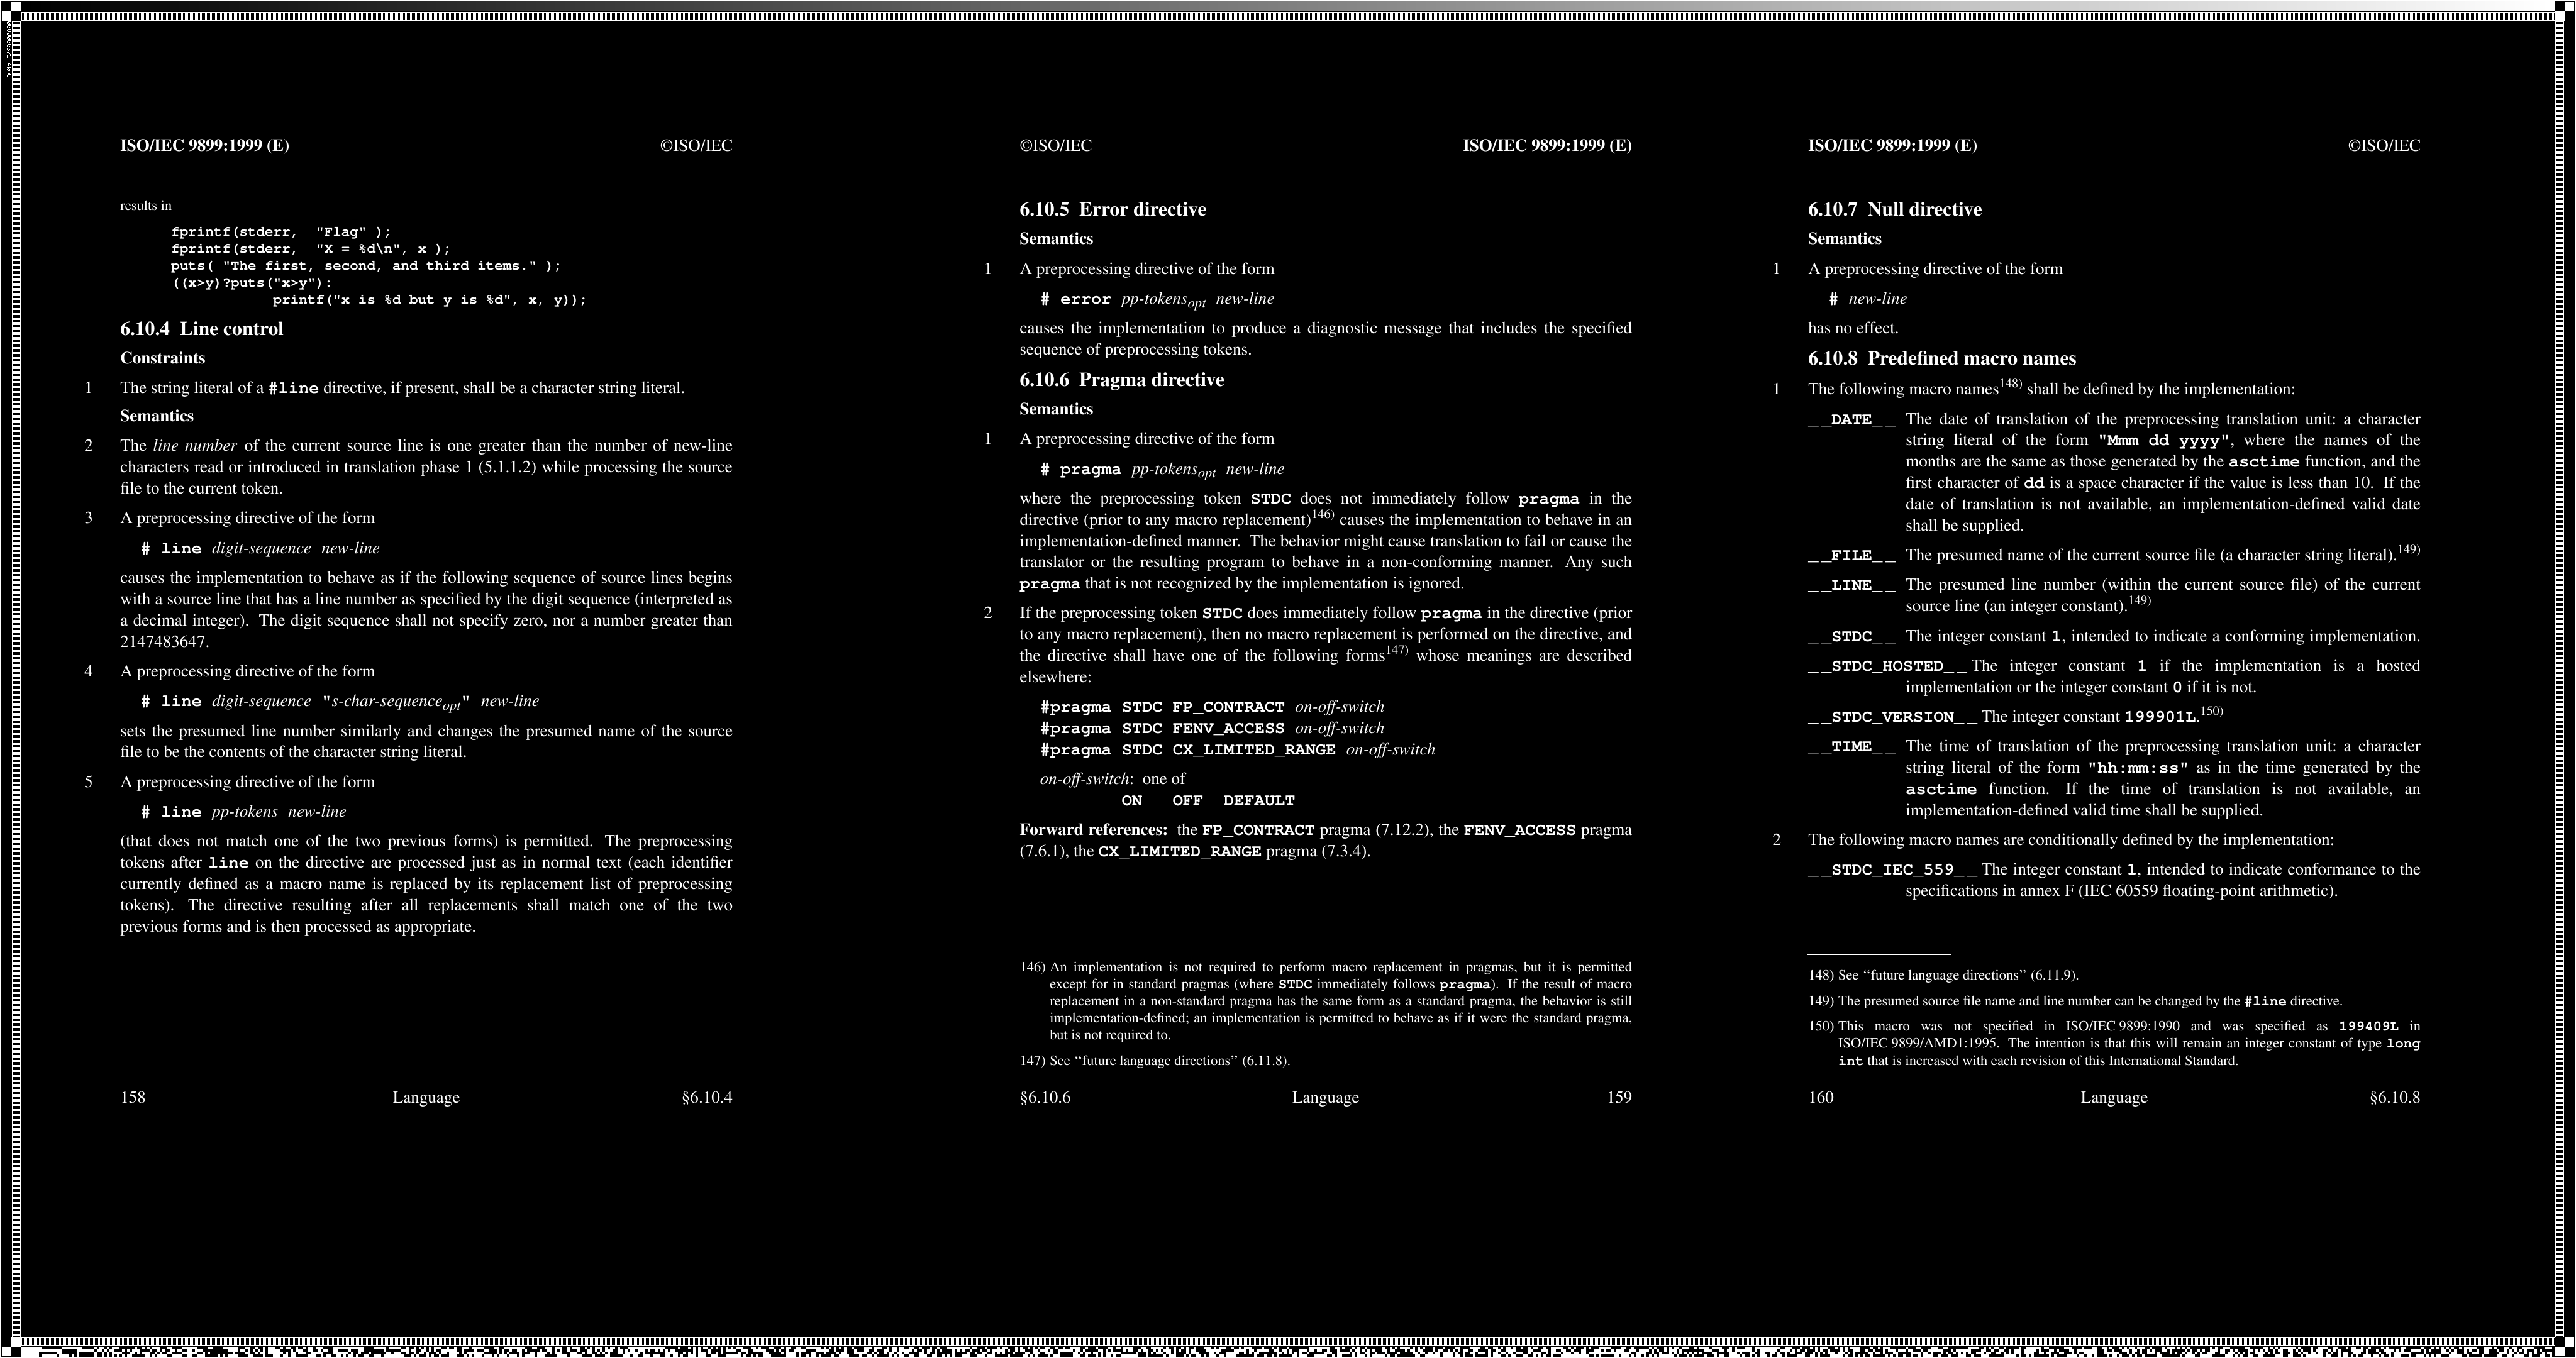 ISO/IEC 9899:1999 (E) ©ISO/IEC
results in
fprintf(stderr, "Flag" );
fprintf(stderr, "X = %d\n", x );
puts( "The first, second, and third items." );
((x>y)?puts("x>y"):
printf("x is %d but y is %d", x, y));
6.10.4 Line control
Constraints
1 The string literal of a #line directive, if present, shall be a character string literal.
Semantics
2 The line number of the current source line is one greater than the number of new-line
characters read or introduced in translation phase 1 (5.1.1.2) while processing the source
file to the current token.
3 A preprocessing directive of the form
# line digit-sequence new-line
causes the implementation to behave as if the following sequence of source lines begins
with a source line that has a line number as specified by the digit sequence (interpreted as
a decimal integer). The digit sequence shall not specify zero, nor a number greater than
2147483647.
4 A preprocessing directive of the form
# line digit-sequence "s-char-sequenceopt" new-line
sets the presumed line number similarly and changes the presumed name of the source
file to be the contents of the character string literal.
5 A preprocessing directive of the form
# line pp-tokens new-line
(that does not match one of the two previous forms) is permitted. The preprocessing
tokens after line on the directive are processed just as in normal text (each identifier
currently defined as a macro name is replaced by its replacement list of preprocessing
tokens). The directive resulting after all replacements shall match one of the two
previous forms and is then processed as appropriate.
158 Language §6.10.4
©ISO/IEC ISO/IEC 9899:1999 (E)
6.10.5 Error directive
Semantics
1 A preprocessing directive of the form
# error pp-tokensopt new-line
causes the implementation to produce a diagnostic message that includes the specified
sequence of preprocessing tokens.
6.10.6 Pragma directive
Semantics
1 A preprocessing directive of the form
# pragma pp-tokensopt new-line
where the preprocessing token STDC does not immediately follow pragma in the
directive (prior to any macro replacement)146) causes the implementation to behave in an
implementation-defined manner. The behavior might cause translation to fail or cause the
translator or the resulting program to behave in a non-conforming manner. Any such
pragma that is not recognized by the implementation is ignored.
2 If the preprocessing token STDC does immediately follow pragma in the directive (prior
to any macro replacement), then no macro replacement is performed on the directive, and
the directive shall have one of the following forms147) whose meanings are described
elsewhere:
#pragma STDC FP_CONTRACT on-off-switch
#pragma STDC FENV_ACCESS on-off-switch
#pragma STDC CX_LIMITED_RANGE on-off-switch
on-off-switch: one of
ON OFF DEFAULT
Forward references: the FP_CONTRACT pragma (7.12.2), the FENV_ACCESS pragma
(7.6.1), the CX_LIMITED_RANGE pragma (7.3.4).
146) An implementation is not required to perform macro replacement in pragmas, but it is permitted
except for in standard pragmas (where STDC immediately follows pragma). If the result of macro
replacement in a non-standard pragma has the same form as a standard pragma, the behavior is still
implementation-defined; an implementation is permitted to behave as if it were the standard pragma,
but is not required to.
147) See ‘‘future language directions’’ (6.11.8).
§6.10.6 Language 159
ISO/IEC 9899:1999 (E) ©ISO/IEC
6.10.7 Null directive
Semantics
1 A preprocessing directive of the form
# new-line
has no effect.
6.10.8 Predefined macro names
1 The following macro names148) shall be defined by the implementation:
__DATE__ The date of translation of the preprocessing translation unit: a character
string literal of the form "Mmm dd yyyy", where the names of the
months are the same as those generated by the asctime function, and the
first character of dd is a space character if the value is less than 10. If the
date of translation is not available, an implementation-defined valid date
shall be supplied.
__FILE__ The presumed name of the current source file (a character string literal).149)
__LINE__ The presumed line number (within the current source file) of the current
source line (an integer constant).149)
__STDC__ The integer constant 1, intended to indicate a conforming implementation.
__STDC_HOSTED__ The integer constant 1 if the implementation is a hosted
implementation or the integer constant 0 if it is not.
__STDC_VERSION__ The integer constant 199901L.150)
__TIME__ The time of translation of the preprocessing translation unit: a character
string literal of the form "hh:mm:ss" as in the time generated by the
asctime function. If the time of translation is not available, an
implementation-defined valid time shall be supplied.
2 The following macro names are conditionally defined by the implementation:
__STDC_IEC_559__ The integer constant 1, intended to indicate conformance to the
specifications in annex F (IEC 60559 floating-point arithmetic).
148) See ‘‘future language directions’’ (6.11.9).
149) The presumed source file name and line number can be changed by the #line directive.
150) This macro was not specified in ISO/IEC 9899:1990 and was specified as 199409L in
ISO/IEC 9899/AMD1:1995. The intention is that this will remain an integer constant of type long
int that is increased with each revision of this International Standard.
160 Language §6.10.8